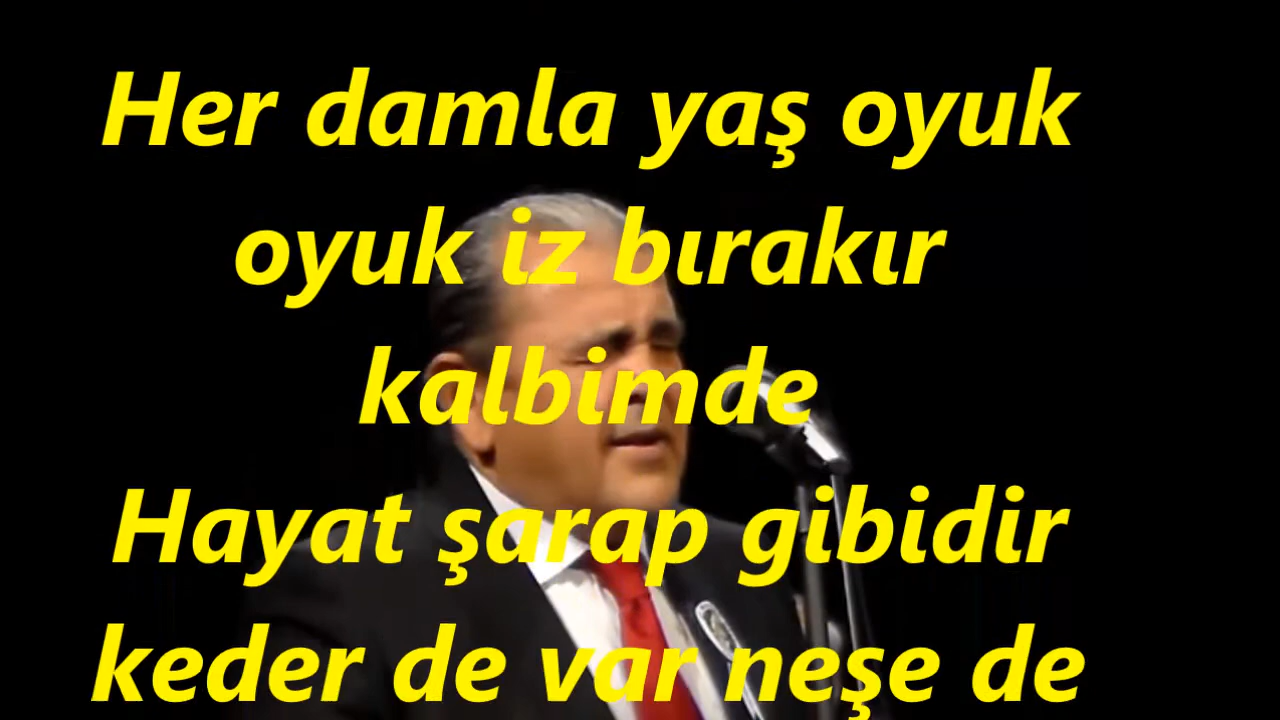 Her damla yaş oyuk
oyuk iz bırakır
kalbimde
Hayat şarap gibidir
keder de var neşe de